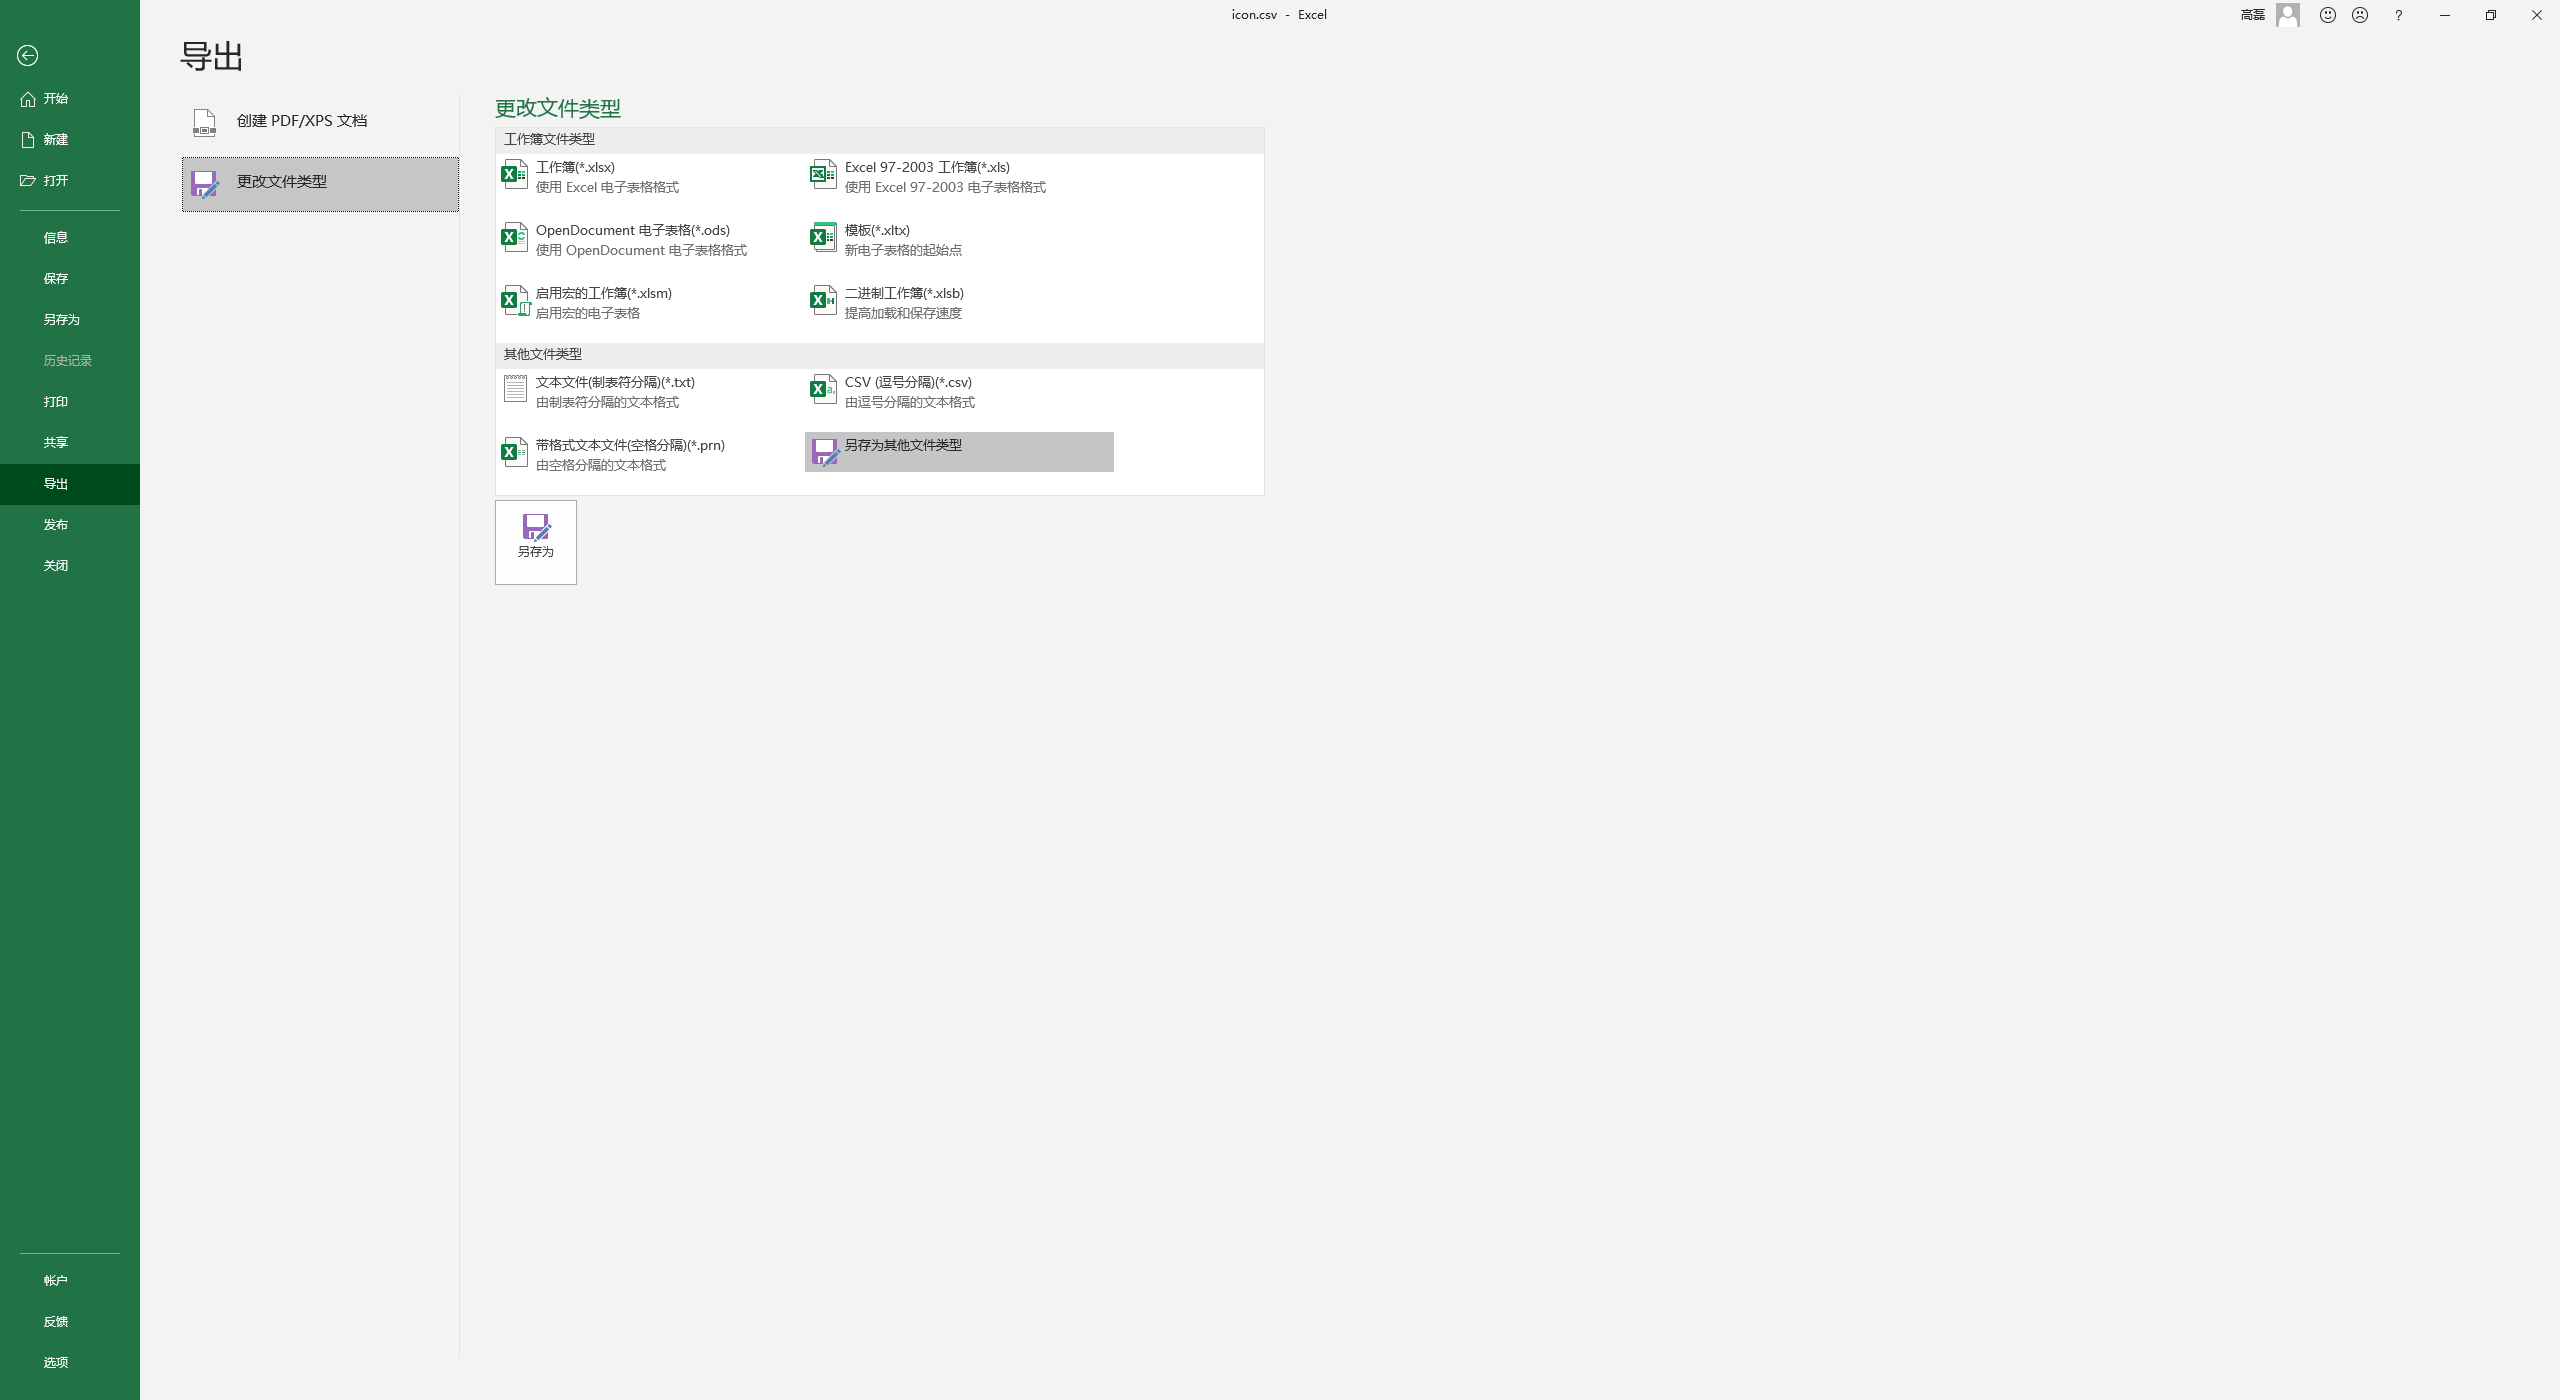 icon.csv - Excel
高磊
导出
开始
新建
打开
信息
保存
另存为
历史记录
打印
共享
导出
发布
关闭
帐户
反馈
选项
创建 PDF/XPS 文档
更改文件类型
更改文件类型
工作簿文件类型
工作簿(*.xlsx)
使用 Excel 电子表格格式
Excel 97-2003 工作簿(*.xls)
使用 Excel 97-2003 电子表格格式
OpenDocument 电子表格(*.ods)
使用 OpenDocument 电子表格格式
模板(*.xltx)
新电子表格的起始点
启用宏的工作簿(*.xlsm)
启用宏的电子表格
二进制工作簿(*.xlsb)
提高加载和保存速度
其他文件类型
文本文件(制表符分隔)(*.txt)
由制表符分隔的文本格式
CSV (逗号分隔)(*.csv)
由逗号分隔的文本格式
带格式文本文件(空格分隔)(*.prn)
由空格分隔的文本格式
另存为其他文件类型
另存为